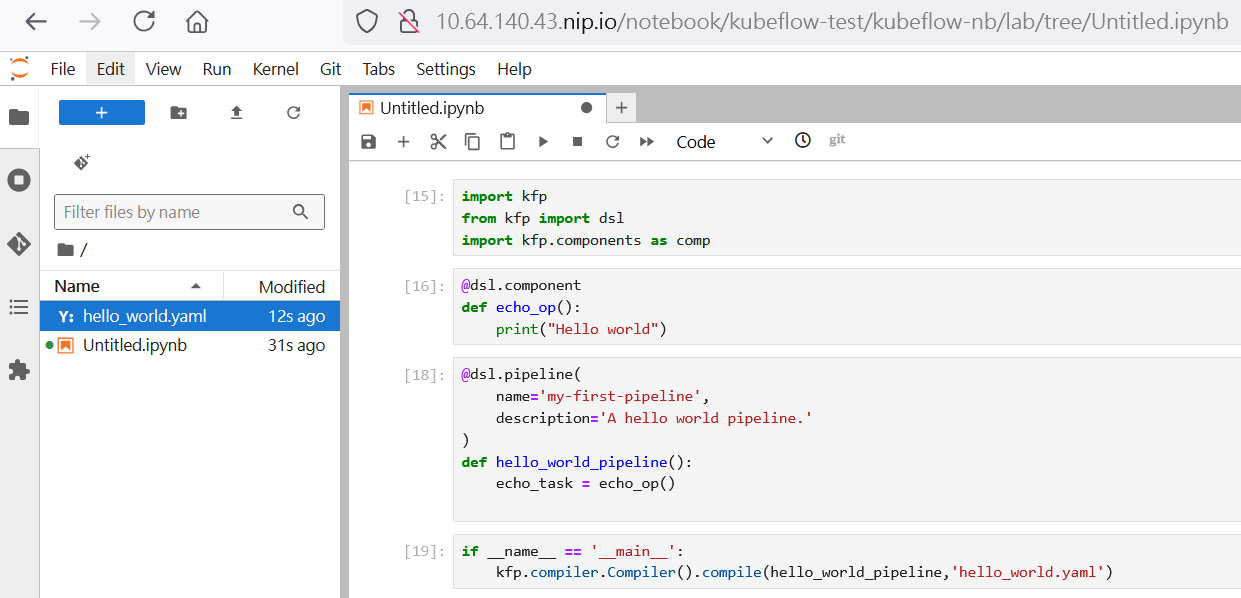 10.64.140.43.nip.io/notebook/kubeflow-test/kubeflow-nb/lab/tree/Untitled.ipynb
File Edit View Run Kernel Git Tabs Settings Help
+
Untitled.ipynb
+
Code
git
Filter files by name
/
Name Modified
Y: hello_world.yaml 12s ago
Untitled.ipynb 31s ago
[15]: import kfp
from kfp import dsl
import kfp.components as comp
[16]: @dsl.component
def echo_op():
    print("Hello world")
[18]: @dsl.pipeline(
    name='my-first-pipeline',
    description='A hello world pipeline.'
)
def hello_world_pipeline():
    echo_task = echo_op()
[19]: if __name__ == '__main__':
    kfp.compiler.Compiler().compile(hello_world_pipeline,'hello_world.yaml')